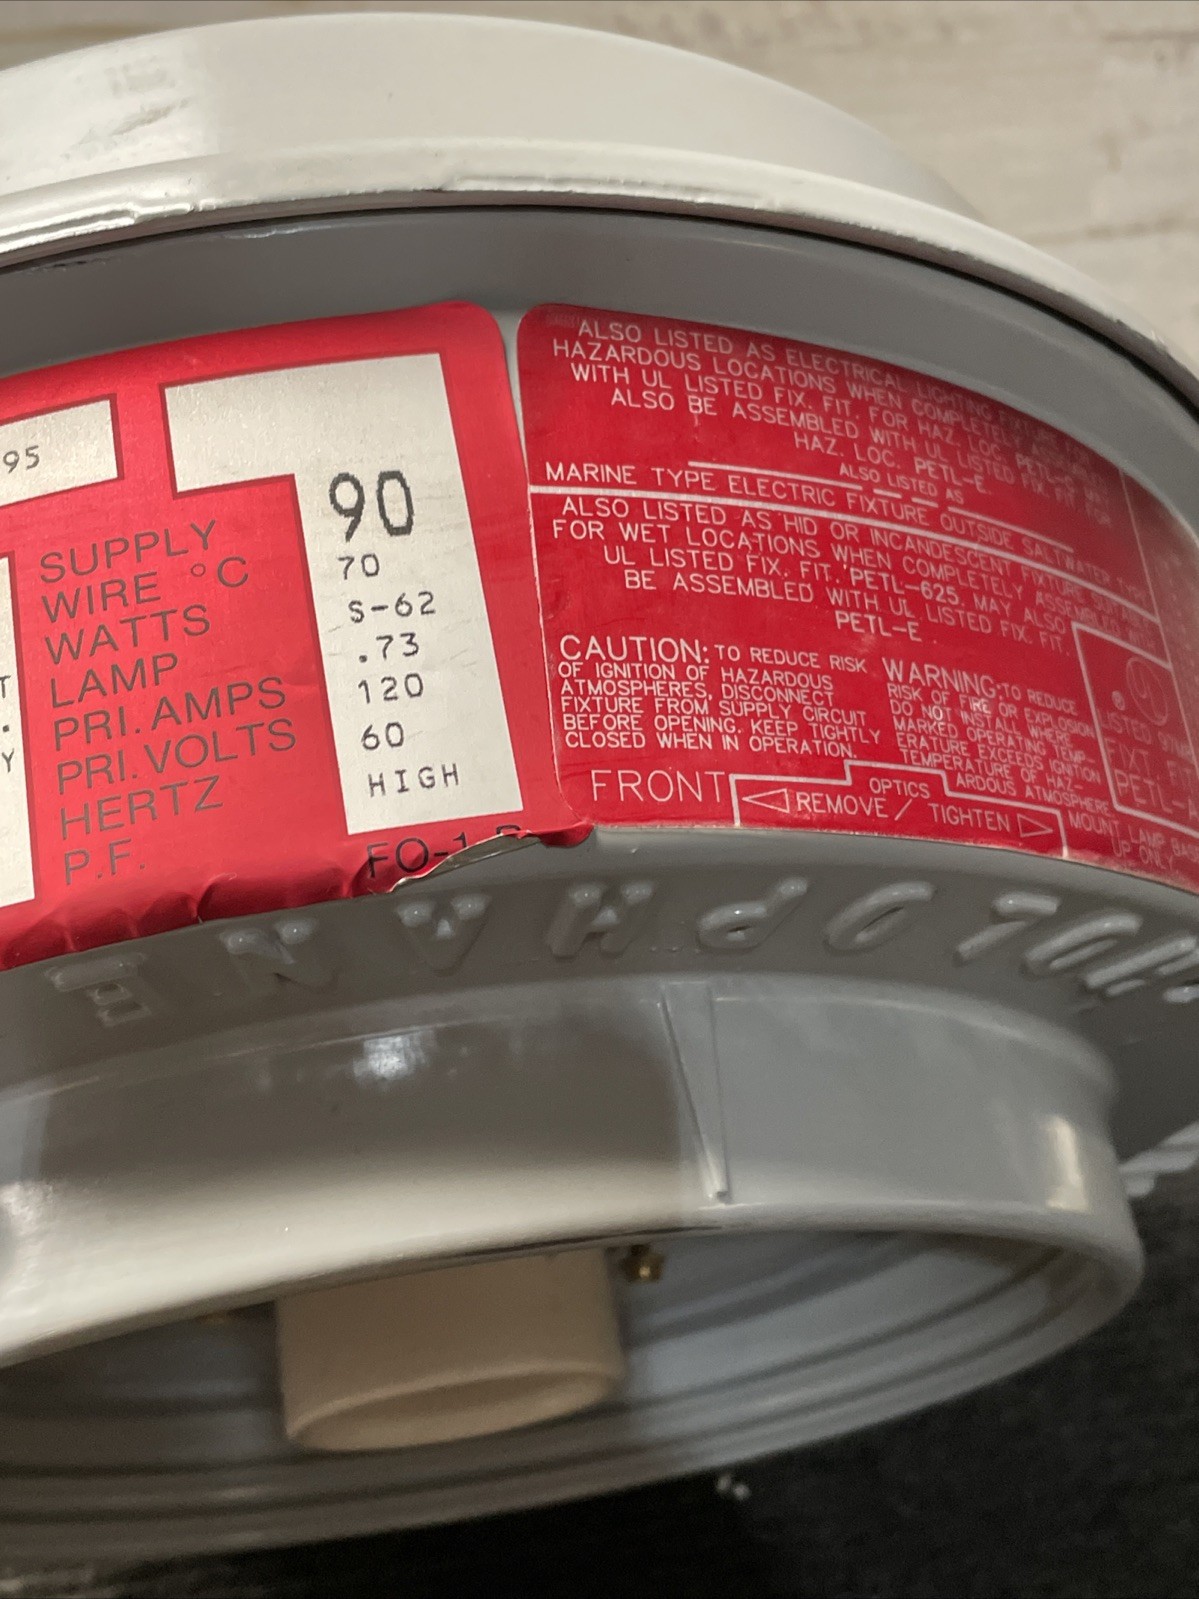 95
T
.
Y
SUPPLY
WIRE °C 90
WATTS 70
LAMP S-62
PRI. AMPS .73
PRI. VOLTS 120
HERTZ 60
P.F. HIGH
FO-1
ALSO LISTED AS ELECTRICAL LIGHTING
HAZARDOUS LOCATIONS WHEN COMPLETELY
WITH UL LISTED FIX. FIT. FOR HAZ. LOC. PETL-G
ALSO BE ASSEMBLED WITH UL LISTED FIX. FIT. FOR
HAZ. LOC. PETL-E.
ALSO LISTED AS
MARINE TYPE ELECTRIC FIXTURE OUTSIDE SALTWATER TYPE
ALSO LISTED AS HID OR INCANDESCENT FIXTURE SUITABLE
FOR WET LOCATIONS WHEN COMPLETELY ASSEMBLED
UL LISTED FIX. FIT. PETL-625. MAY ALSO
BE ASSEMBLED WITH UL LISTED FIX. FIT.
PETL-E
CAUTION: TO REDUCE RISK
OF IGNITION OF HAZARDOUS
ATMOSPHERES, DISCONNECT
FIXTURE FROM SUPPLY CIRCUIT
BEFORE OPENING. KEEP TIGHTLY
CLOSED WHEN IN OPERATION.
WARNING: TO REDUCE
RISK OF FIRE OR EXPLOSION
DO NOT INSTALL WHERE
MARKED OPERATING TEMP-
ERATURE EXCEEDS IGNITION
TEMPERATURE OF HAZ-
ARDOUS ATMOSPHERE.
UL
LISTED
FIXT. FIT
PETL-
FRONT
OPTICS
REMOVE / TIGHTEN
MOUNT LAMP BASE
UP ONLY
HOLOPHANE